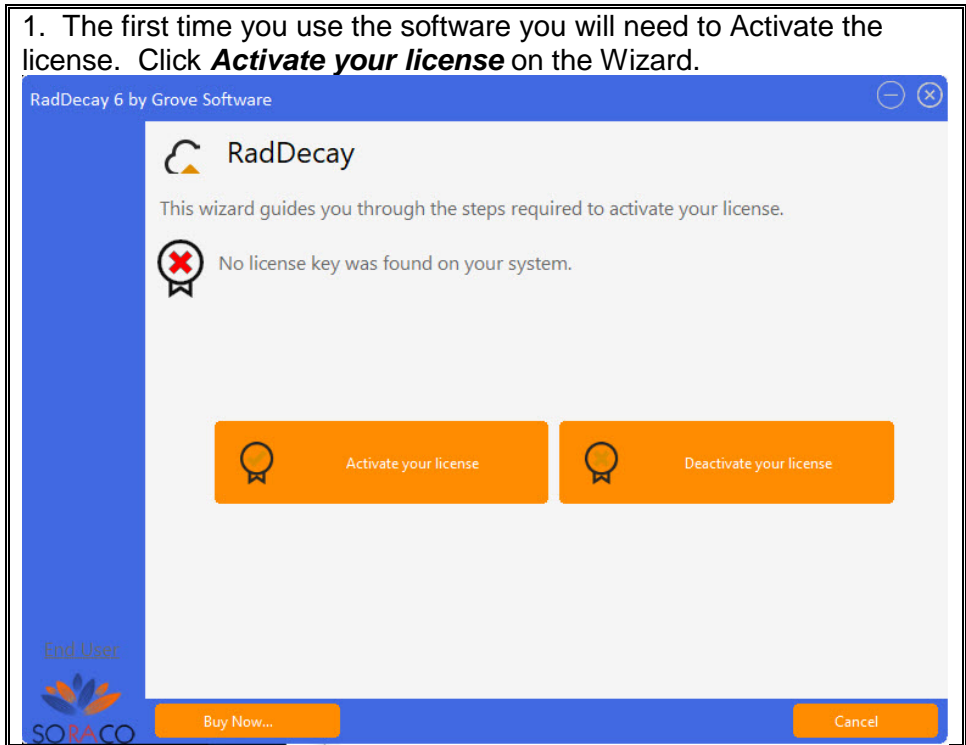 1. The first time you use the software you will need to Activate the
license. Click Activate your license on the Wizard.
RadDecay 6 by Grove Software
RadDecay
This wizard guides you through the steps required to activate your license.
No license key was found on your system.
Activate your license
Deactivate your license
End User
SORACO
Buy Now...
Cancel